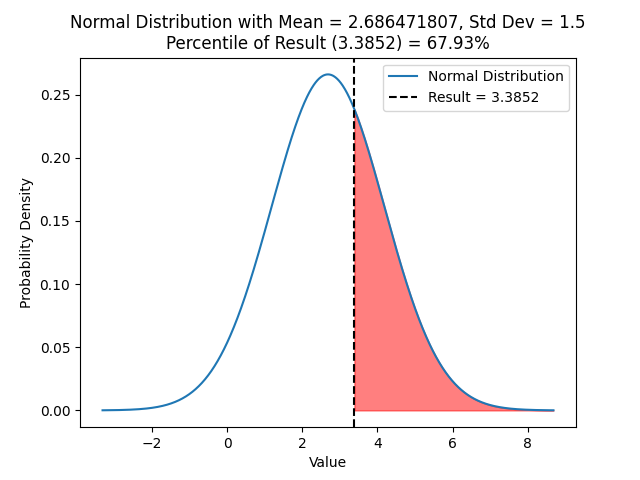 Normal Distribution with Mean = 2.686471807, Std Dev = 1.5
Percentile of Result (3.3852) = 67.93%
Normal Distribution
Result = 3.3852
Probability Density
0.25
0.20
0.15
0.10
0.05
0.00
−2
0
2
4
6
8
Value